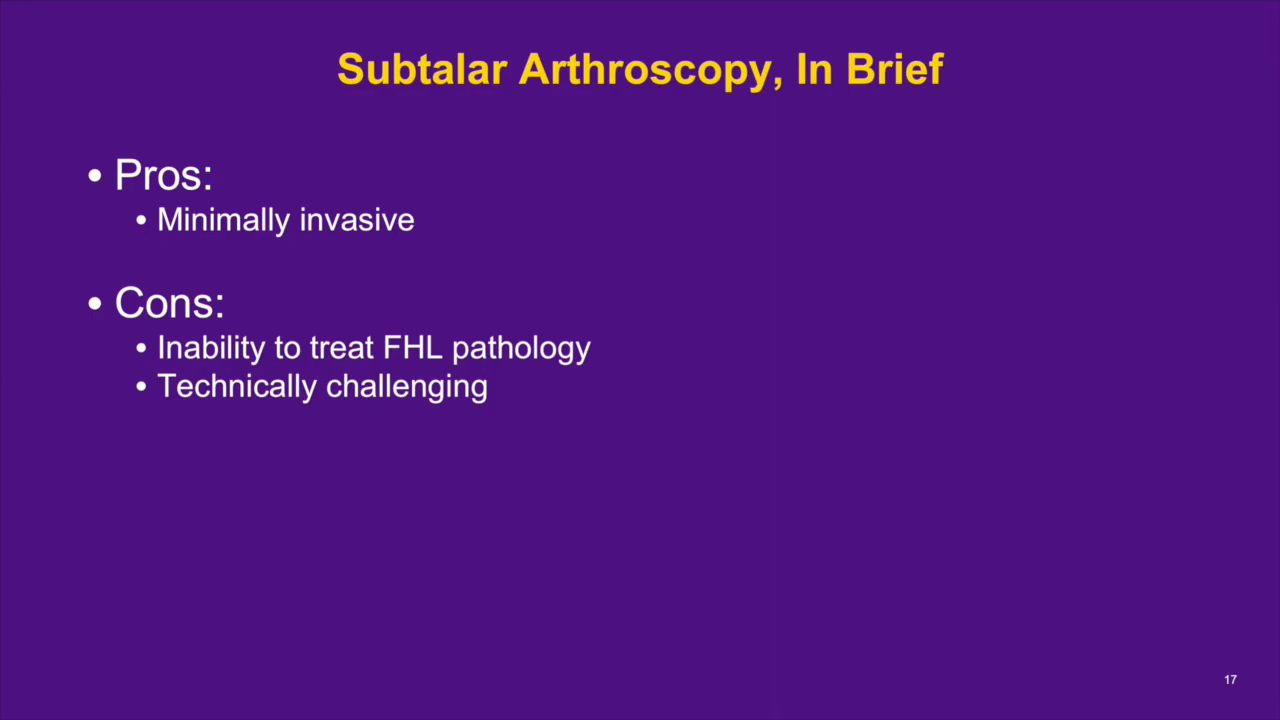 Subtalar Arthroscopy, In Brief
• Pros:
• Minimally invasive
• Cons:
• Inability to treat FHL pathology
• Technically challenging
17